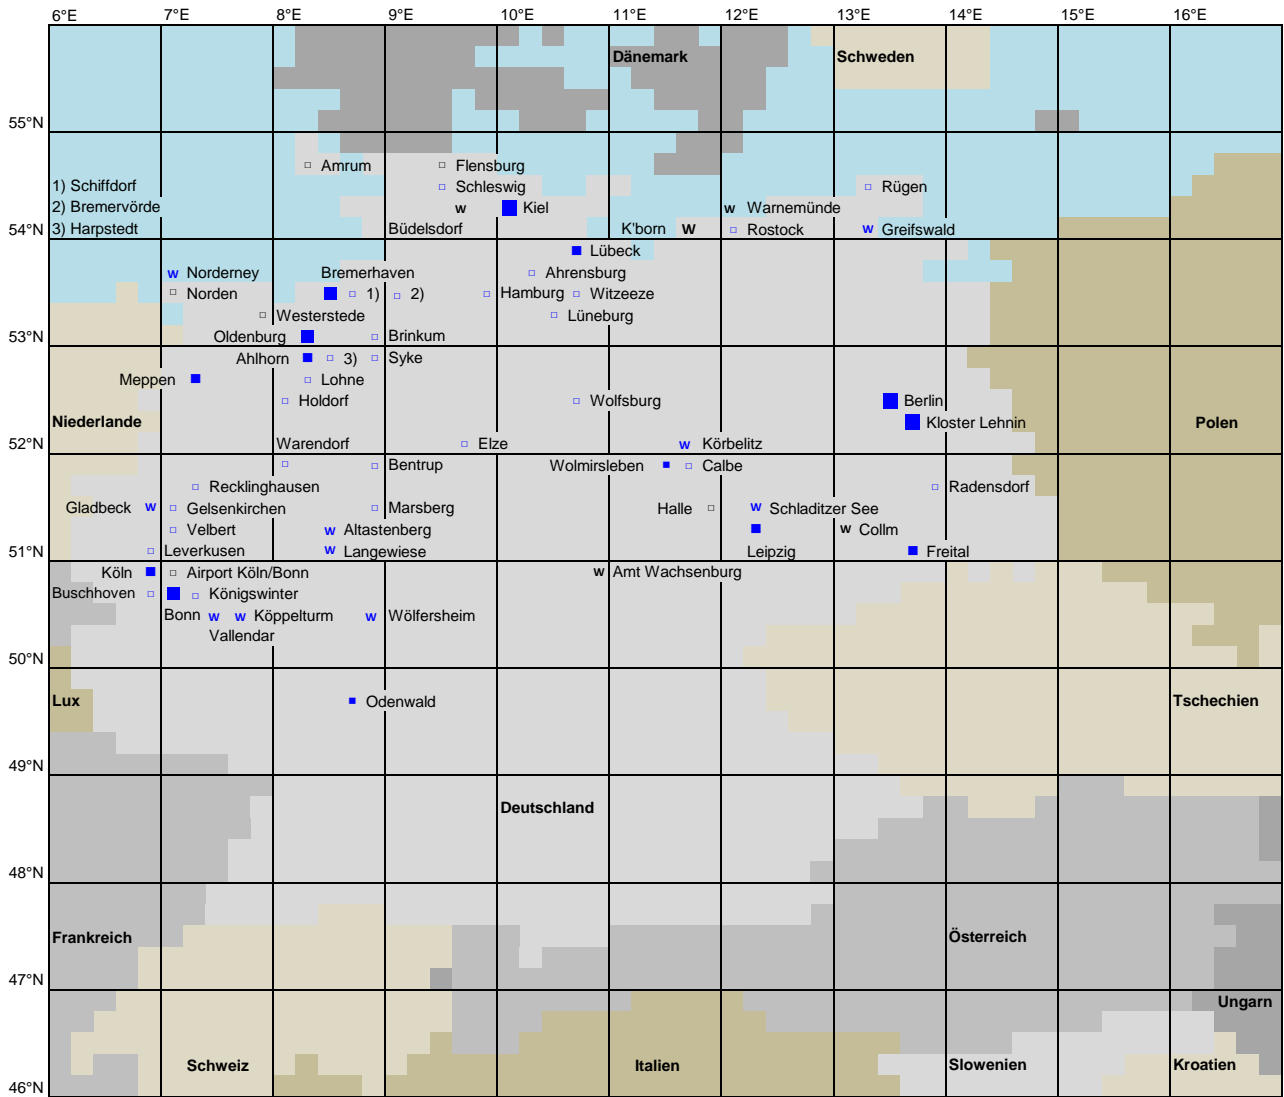 6°E 7°E 8°E 9°E 10°E 11°E 12°E 13°E 14°E 15°E 16°E
Dänemark Schweden
55°N
Amrum Flensburg
1) Schiffdorf Schleswig Rügen
2) Bremervörde w Kiel w Warnemünde
3) Harpstedt Büdelsdorf K'born w Rostock w Greifswald
54°N
Lübeck
w Norderney Bremerhaven Ahrensburg
Norden 1) 2) Hamburg Witzeeze
Westerstede Lüneburg
53°N Oldenburg Brinkum
Ahlhorn 3) Syke
Meppen Lohne
Holdorf Wolfsburg Berlin
Niederlande Kloster Lehnin Polen
52°N Warendorf Elze w Körbelitz
Bentrup Wolmirsleben Calbe
Recklinghausen Radensdorf
Gladbeck w Gelsenkirchen Marsberg Halle w Schladitzer See
Velbert w Altastenberg w Collm
51°N Leverkusen w Langewiese Leipzig Freital
Köln Airport Köln/Bonn w Amt Wachsenburg
Buschhoven Königswinter
Bonn w w Köppelturm w Wölfersheim
Vallendar
50°N
Lux Odenwald Tschechien
49°N
Deutschland
48°N
Frankreich Österreich
47°N
Ungarn
Schweiz Italien Slowenien Kroatien
46°N